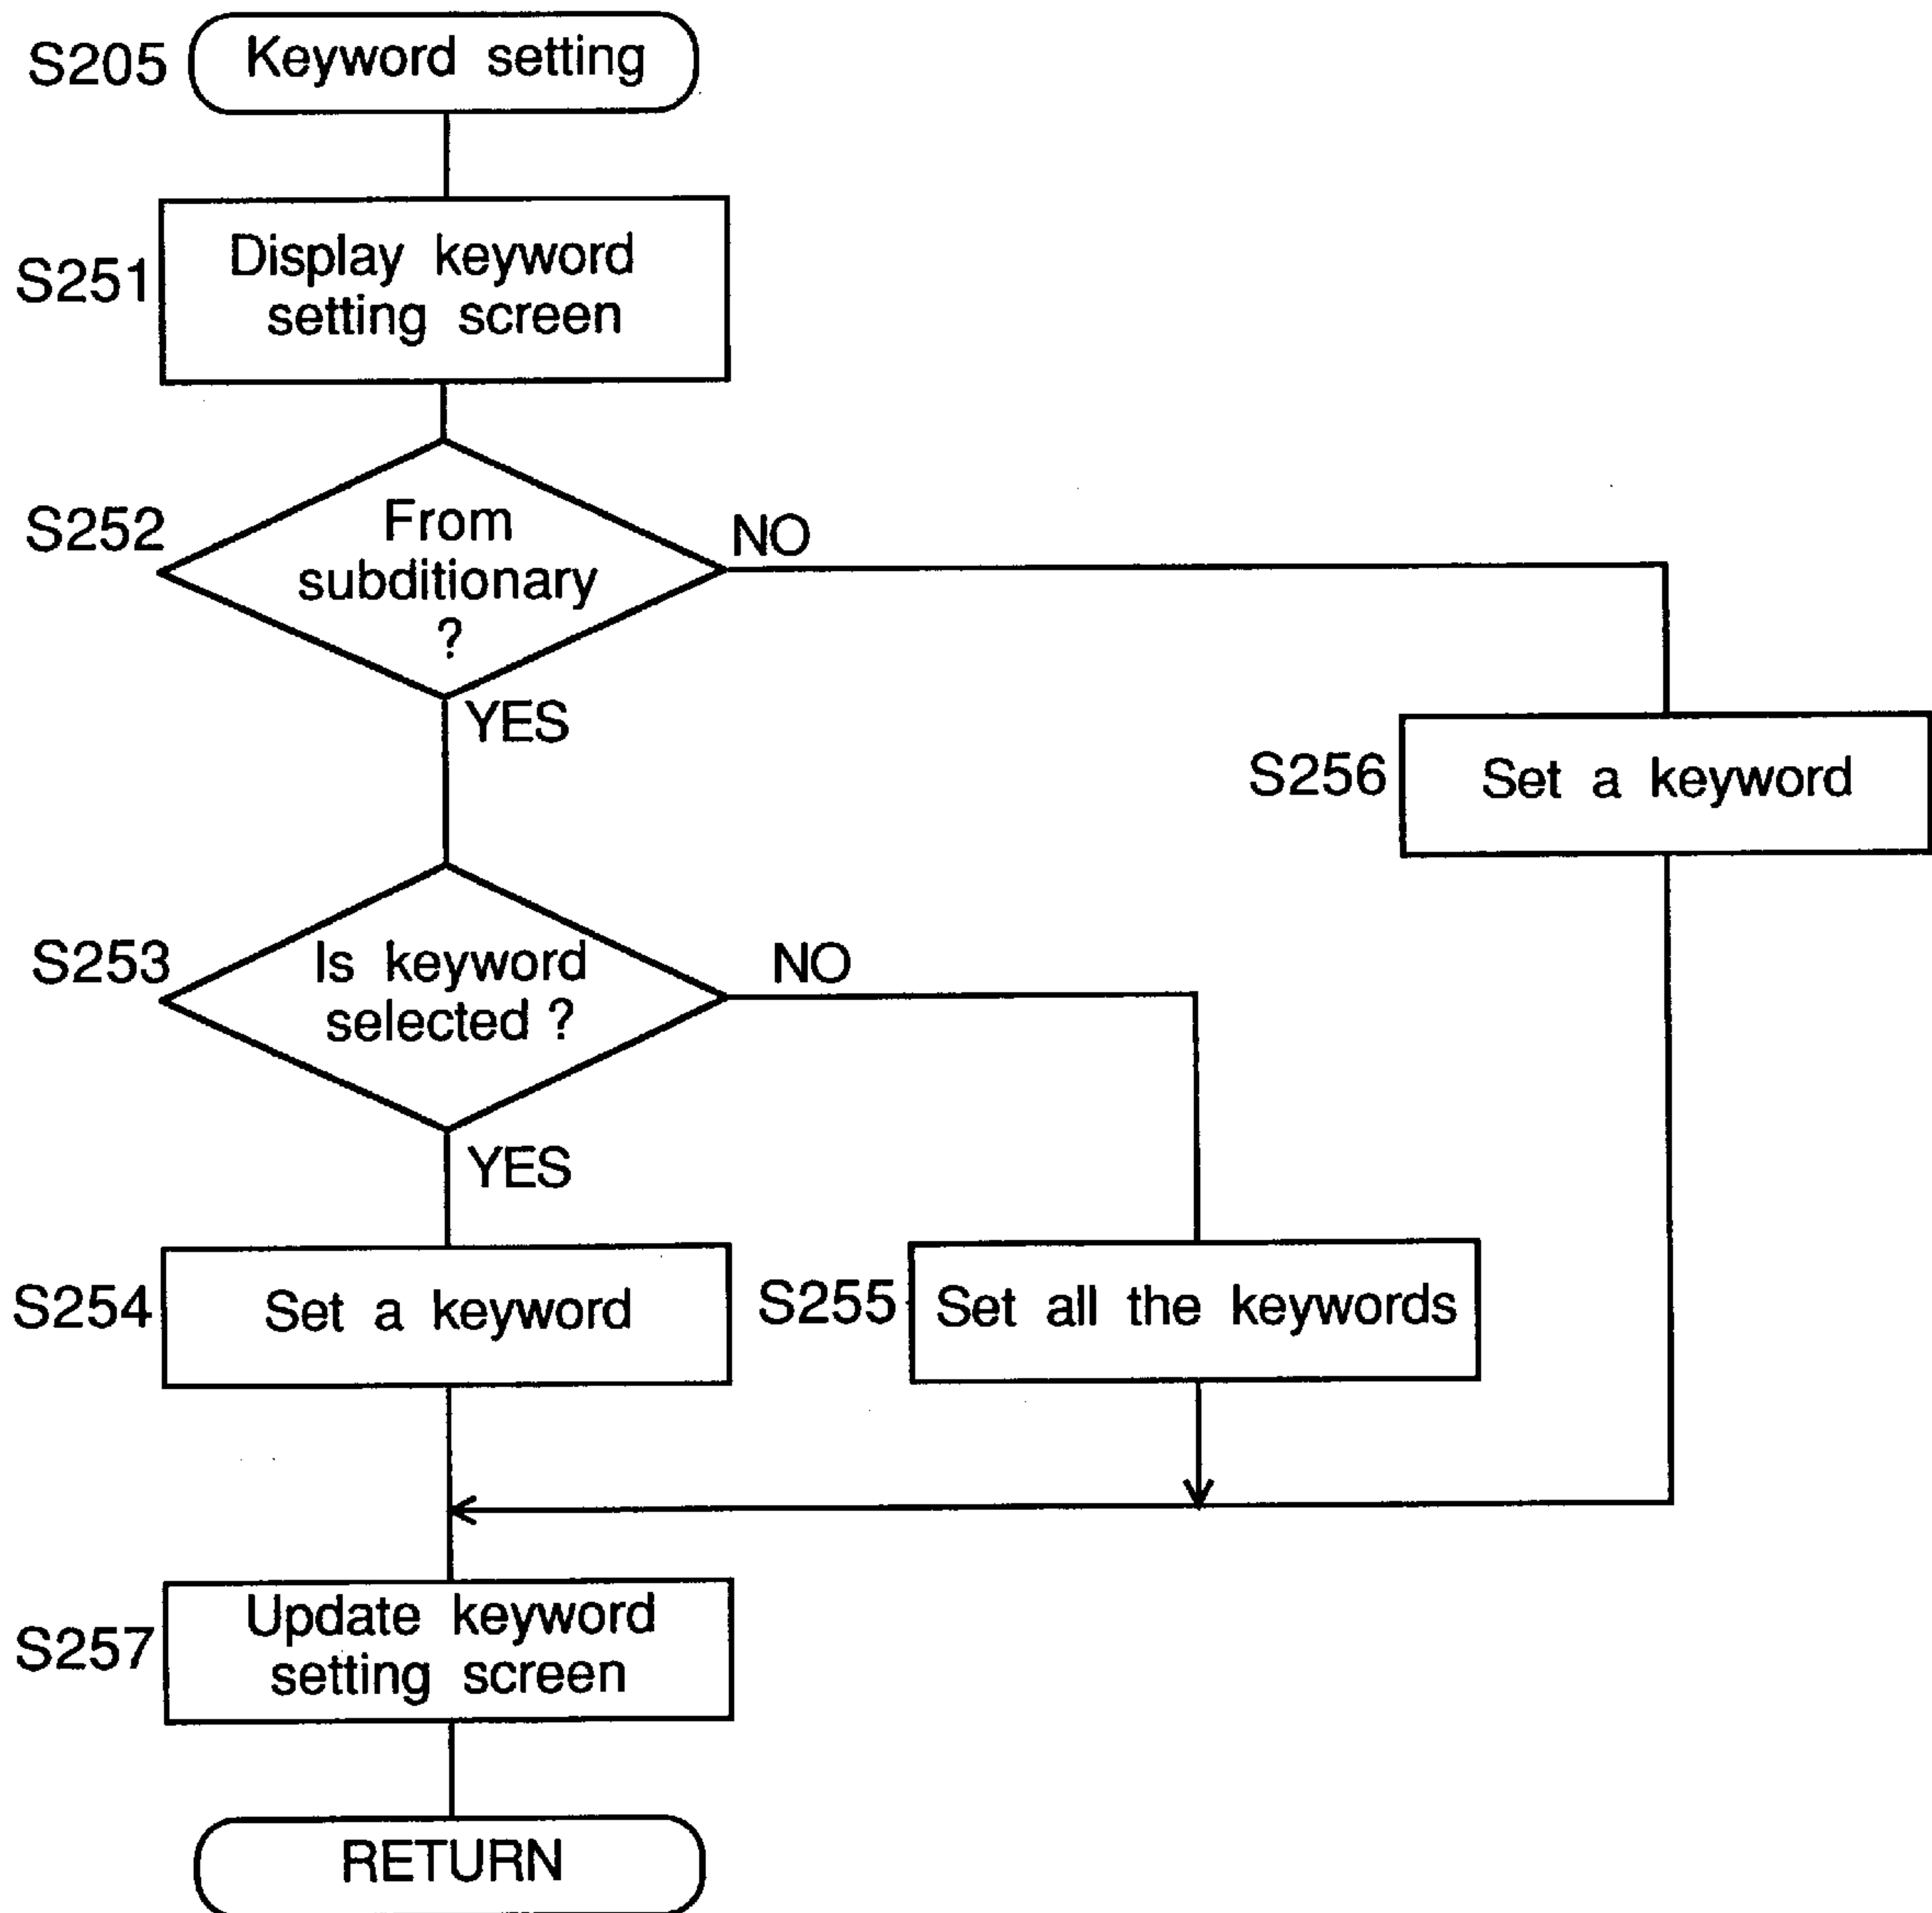 S205
Keyword setting
S251
Display keyword
setting screen
S252
From
subditionary
?
NO
YES
S256
Set a keyword
S253
Is keyword
selected ?
NO
YES
S254
Set a keyword
S255
Set all the keywords
S257
Update keyword
setting screen
RETURN